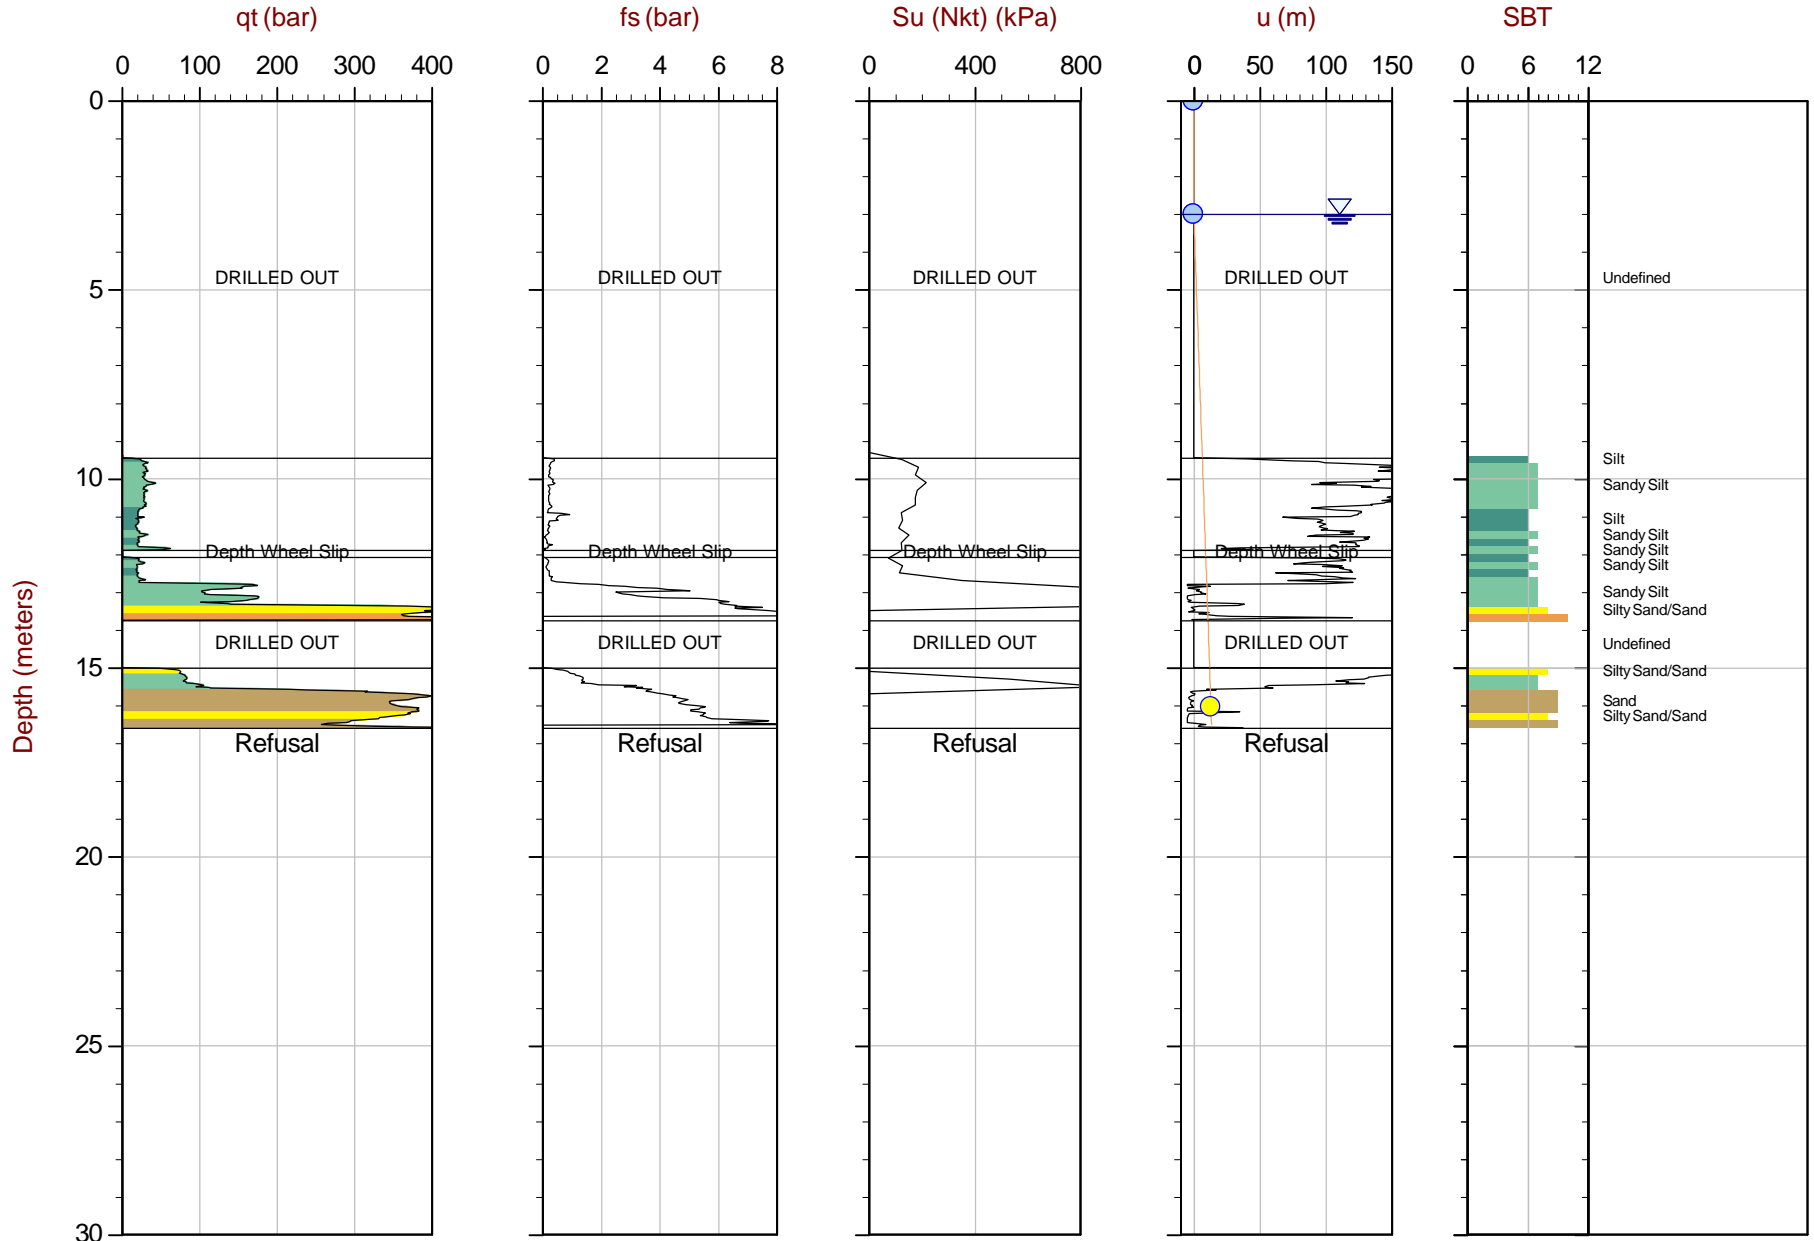 qt (bar) fs (bar) Su (Nkt) (kPa) u (m) SBT
0 100 200 300 400 0 2 4 6 8 0 400 800 0 50 100 150 0 6 12
0
DRILLED OUT DRILLED OUT DRILLED OUT DRILLED OUT Undefined
5
Silt
10
Sandy Silt
Silt
Sandy Silt
Depth Wheel Slip Depth Wheel Slip Depth Wheel Slip Depth Wheel Slip Sandy Silt
Sandy Silt
Sandy Silt
Silty Sand/Sand
DRILLED OUT DRILLED OUT DRILLED OUT DRILLED OUT Undefined
15 Silty Sand/Sand
Sand
Silty Sand/Sand
Refusal Refusal Refusal Refusal
20
25
30
Depth (meters)